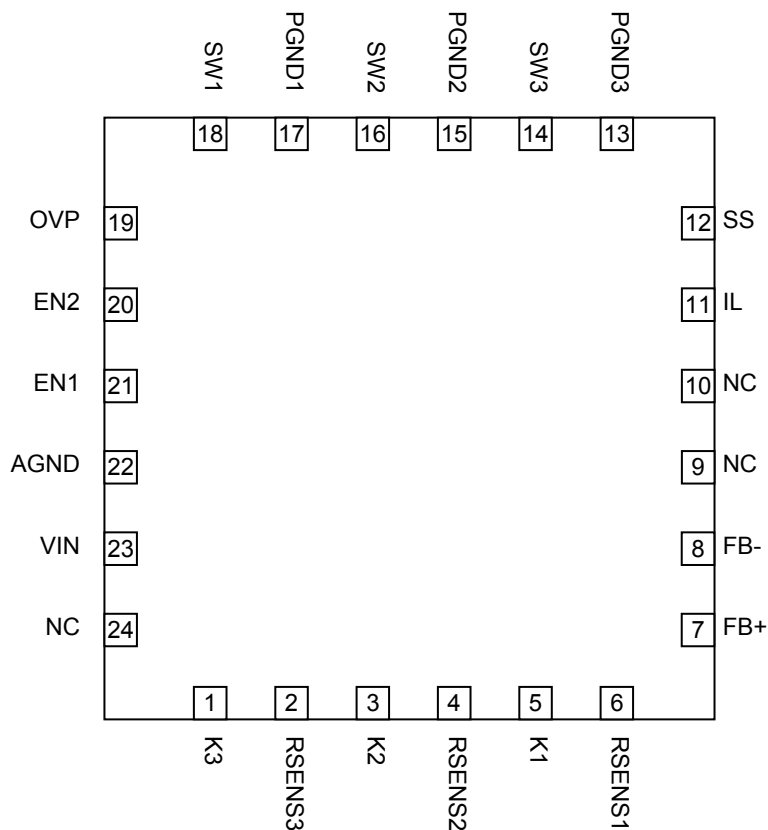 SW1 PGND1 SW2 PGND2 SW3 PGND3
18 17 16 15 14 13
OVP 19 12 SS
EN2 20 11 IL
EN1 21 10 NC
AGND 22 9 NC
VIN 23 8 FB-
NC 24 7 FB+
1 2 3 4 5 6
K3 RSENS3 K2 RSENS2 K1 RSENS1